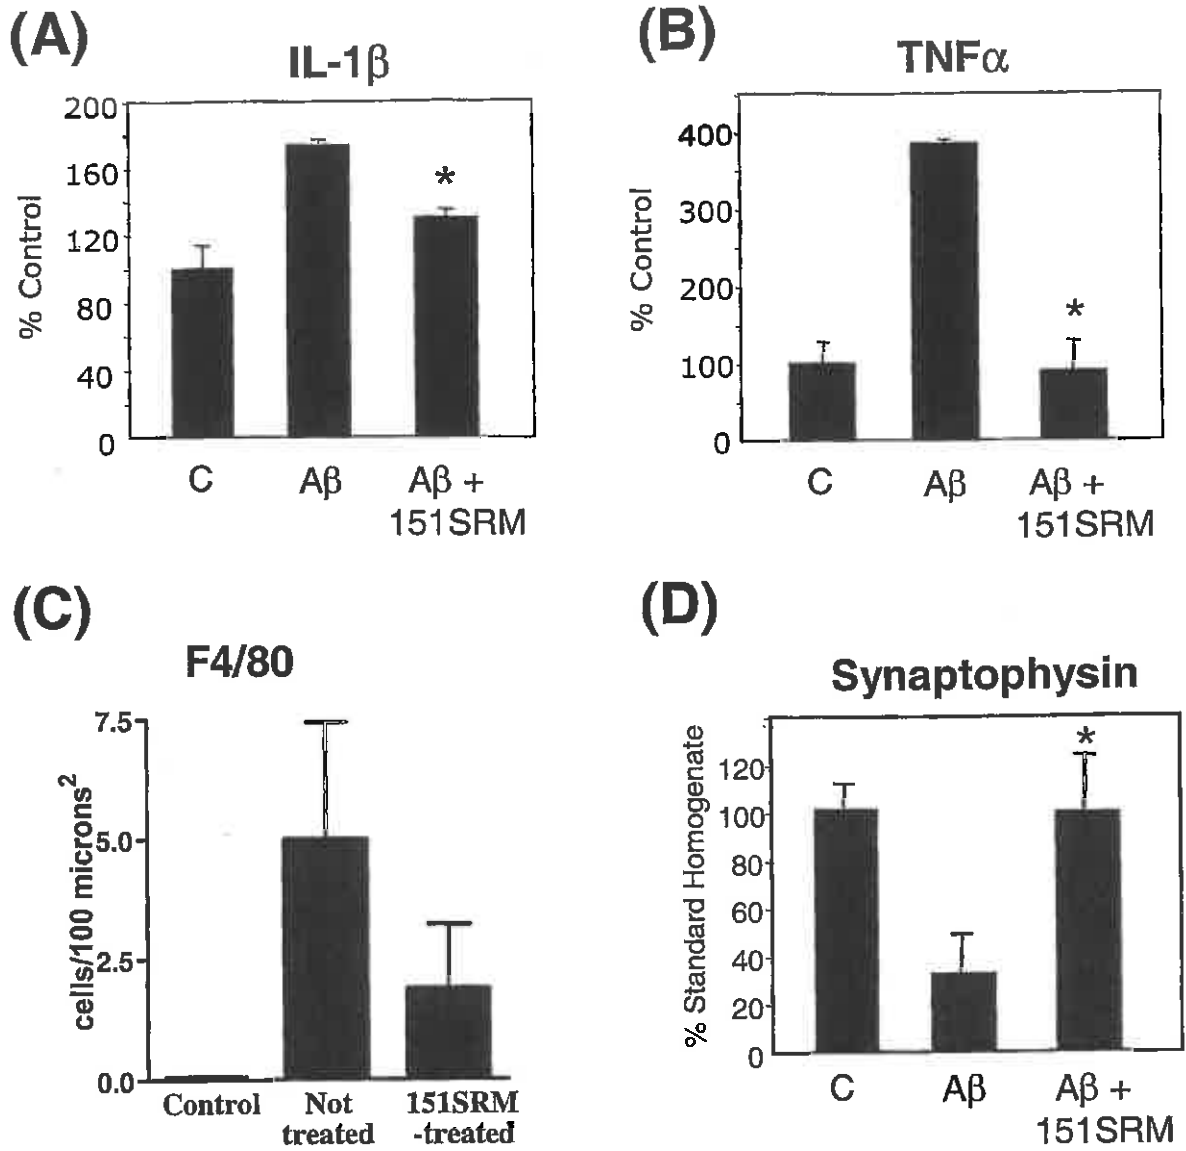 (A)
IL-1β
% Control
200
160
120
80
40
0
*
C
Aβ
Aβ +
151SRM
(B)
TNFα
% Control
400
300
200
100
0
*
C
Aβ
Aβ +
151SRM
(C)
F4/80
cells/100 microns²
7.5
5.0
2.5
0.0
Control
Not
treated
151SRM
-treated
(D)
Synaptophysin
% Standard Homogenate
120
100
80
60
40
20
0
*
C
Aβ
Aβ +
151SRM